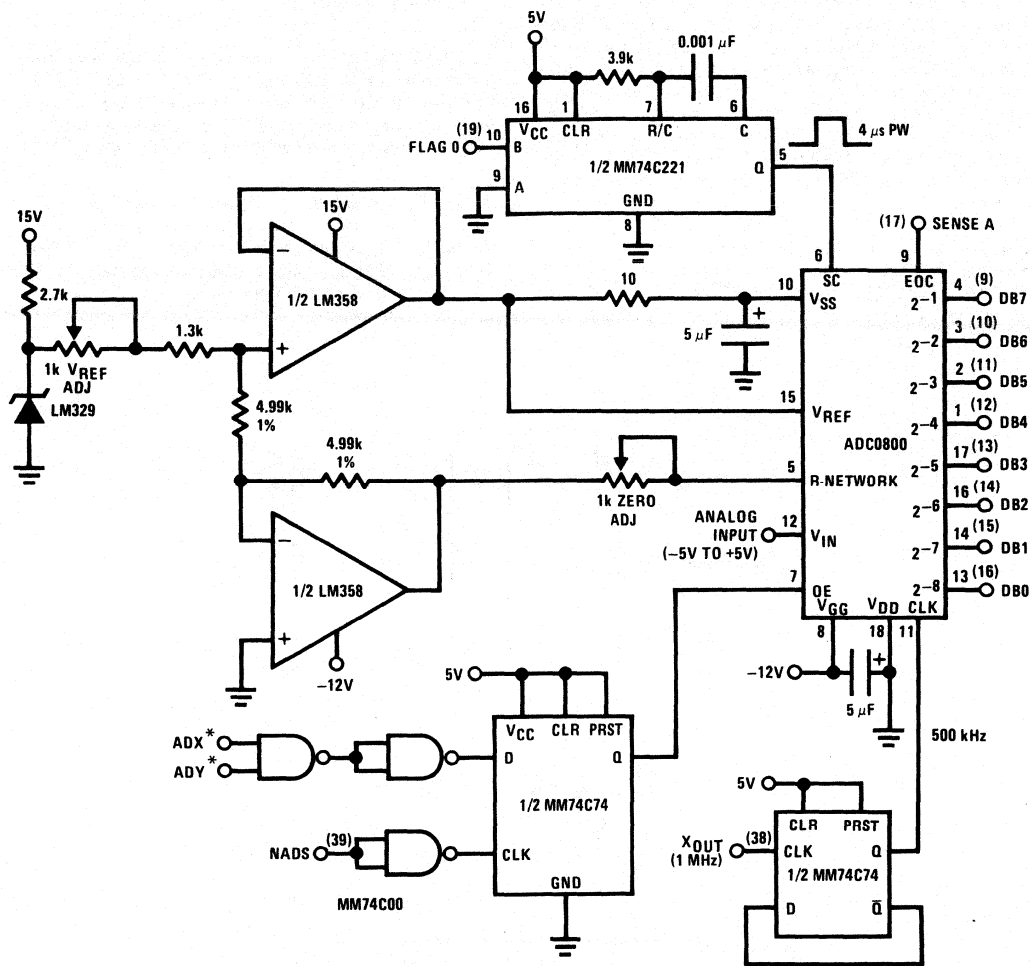 5V
3.9k
0.001 μF
16
1
7
6
VCC
CLR
R/C
C
FLAG 0
(19)
10
B
1/2 MM74C221
Q
5
4 μs PW
9
A
GND
8
15V
2.7k
1k VREF
ADJ
LM329
1.3k
15V
−
1/2 LM358
+
4.99k
1%
4.99k
1%
−
1/2 LM358
+
−12V
10
+
5 μF
1k ZERO
ADJ
ANALOG
INPUT
(−5V TO +5V)
(17)
SENSE A
6
9
SC
EOC
10
VSS
15
VREF
ADC0800
5
R-NETWORK
12
VIN
7
OE
2−1
4
(9)
DB7
2−2
3
(10)
DB6
2−3
2
(11)
DB5
2−4
1
(12)
DB4
2−5
17
(13)
DB3
2−6
16
(14)
DB2
2−7
14
(15)
DB1
2−8
13
(16)
DB0
VGG
VDD
CLK
8
18
11
−12V
+
5 μF
500 kHz
5V
VCC
CLR
PRST
ADX*
ADY*
D
Q
1/2 MM74C74
NADS
(39)
CLK
GND
MM74C00
5V
CLR
PRST
XOUT
(1 MHz)
(38)
CLK
Q
1/2 MM74C74
D
Q̅